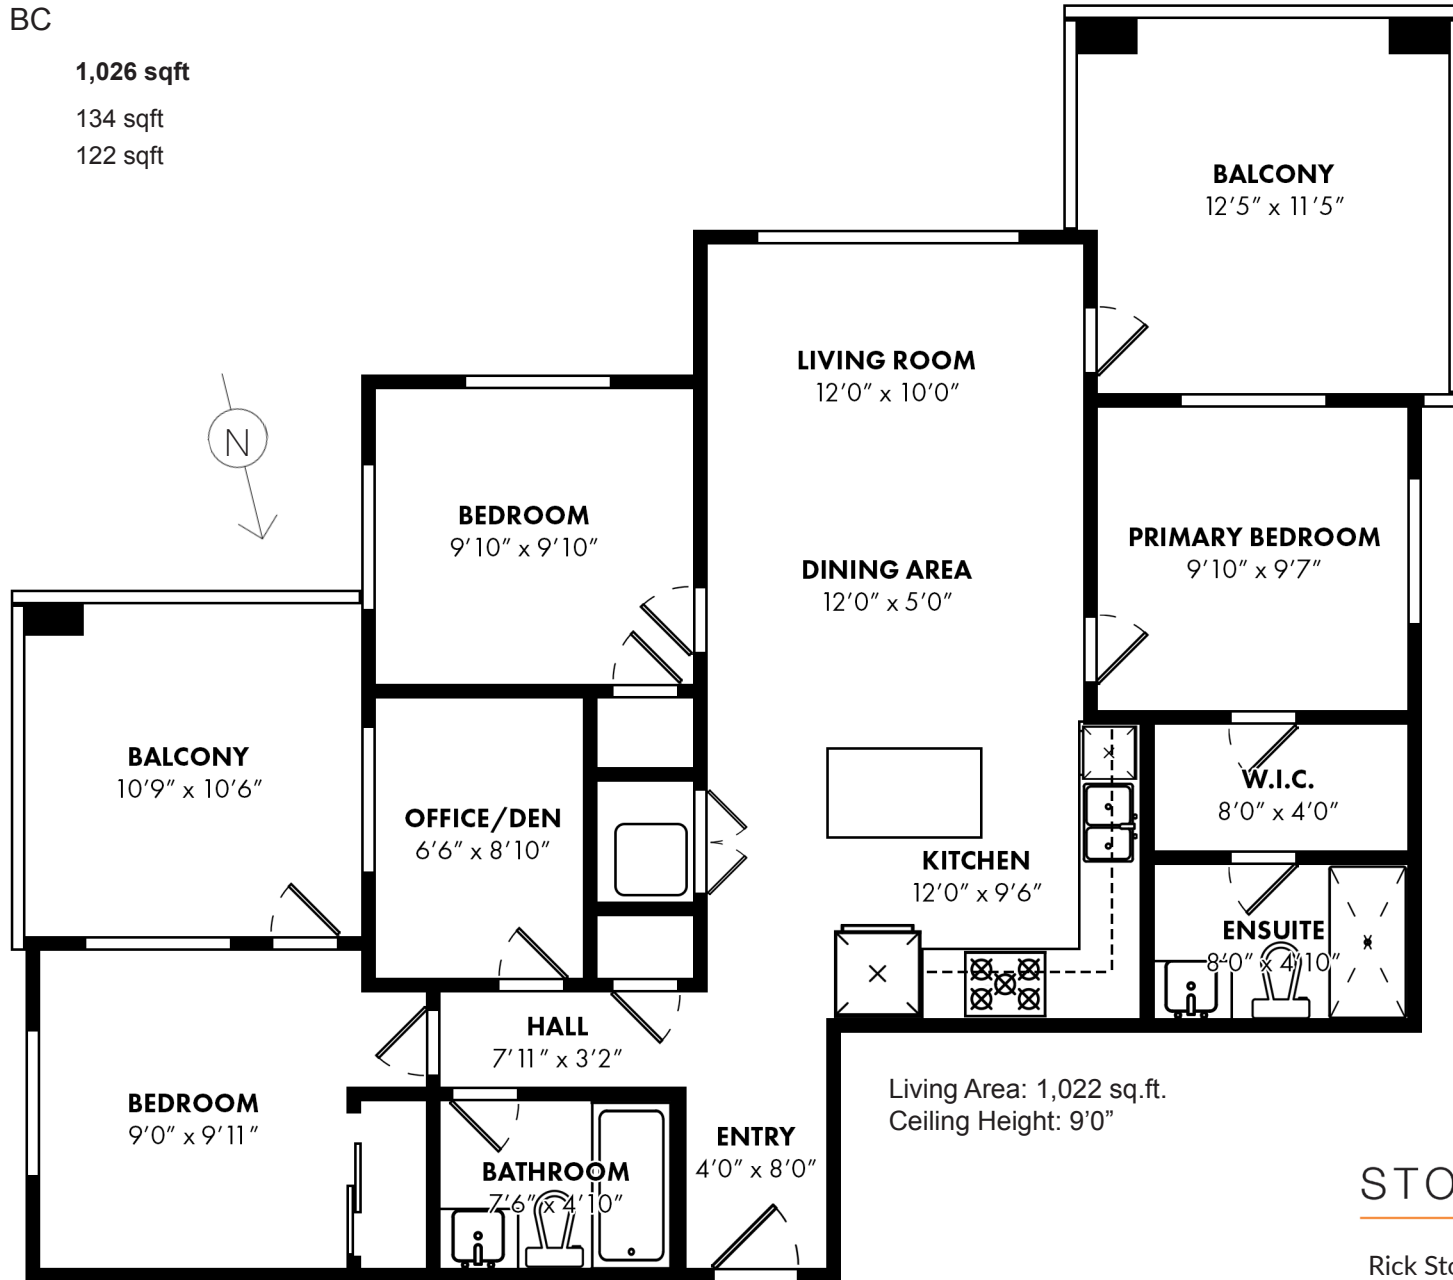 BC
1,026 sqft
134 sqft
122 sqft
BALCONY
12'5" x 11'5"
LIVING ROOM
12'0" x 10'0"
N
BEDROOM
9'10" x 9'10"
PRIMARY BEDROOM
9'10" x 9'7"
DINING AREA
12'0" x 5'0"
BALCONY
10'9" x 10'6"
OFFICE/DEN
6'6" x 8'10"
W.I.C.
8'0" x 4'0"
KITCHEN
12'0" x 9'6"
ENSUITE
8'0" x 4'10"
HALL
7'11" x 3'2"
BEDROOM
9'0" x 9'11"
Living Area: 1,022 sq.ft.
Ceiling Height: 9'0”
ENTRY
4'0" x 8'0"
BATHROOM
7'6" x 4'10"
STO
Rick Sto